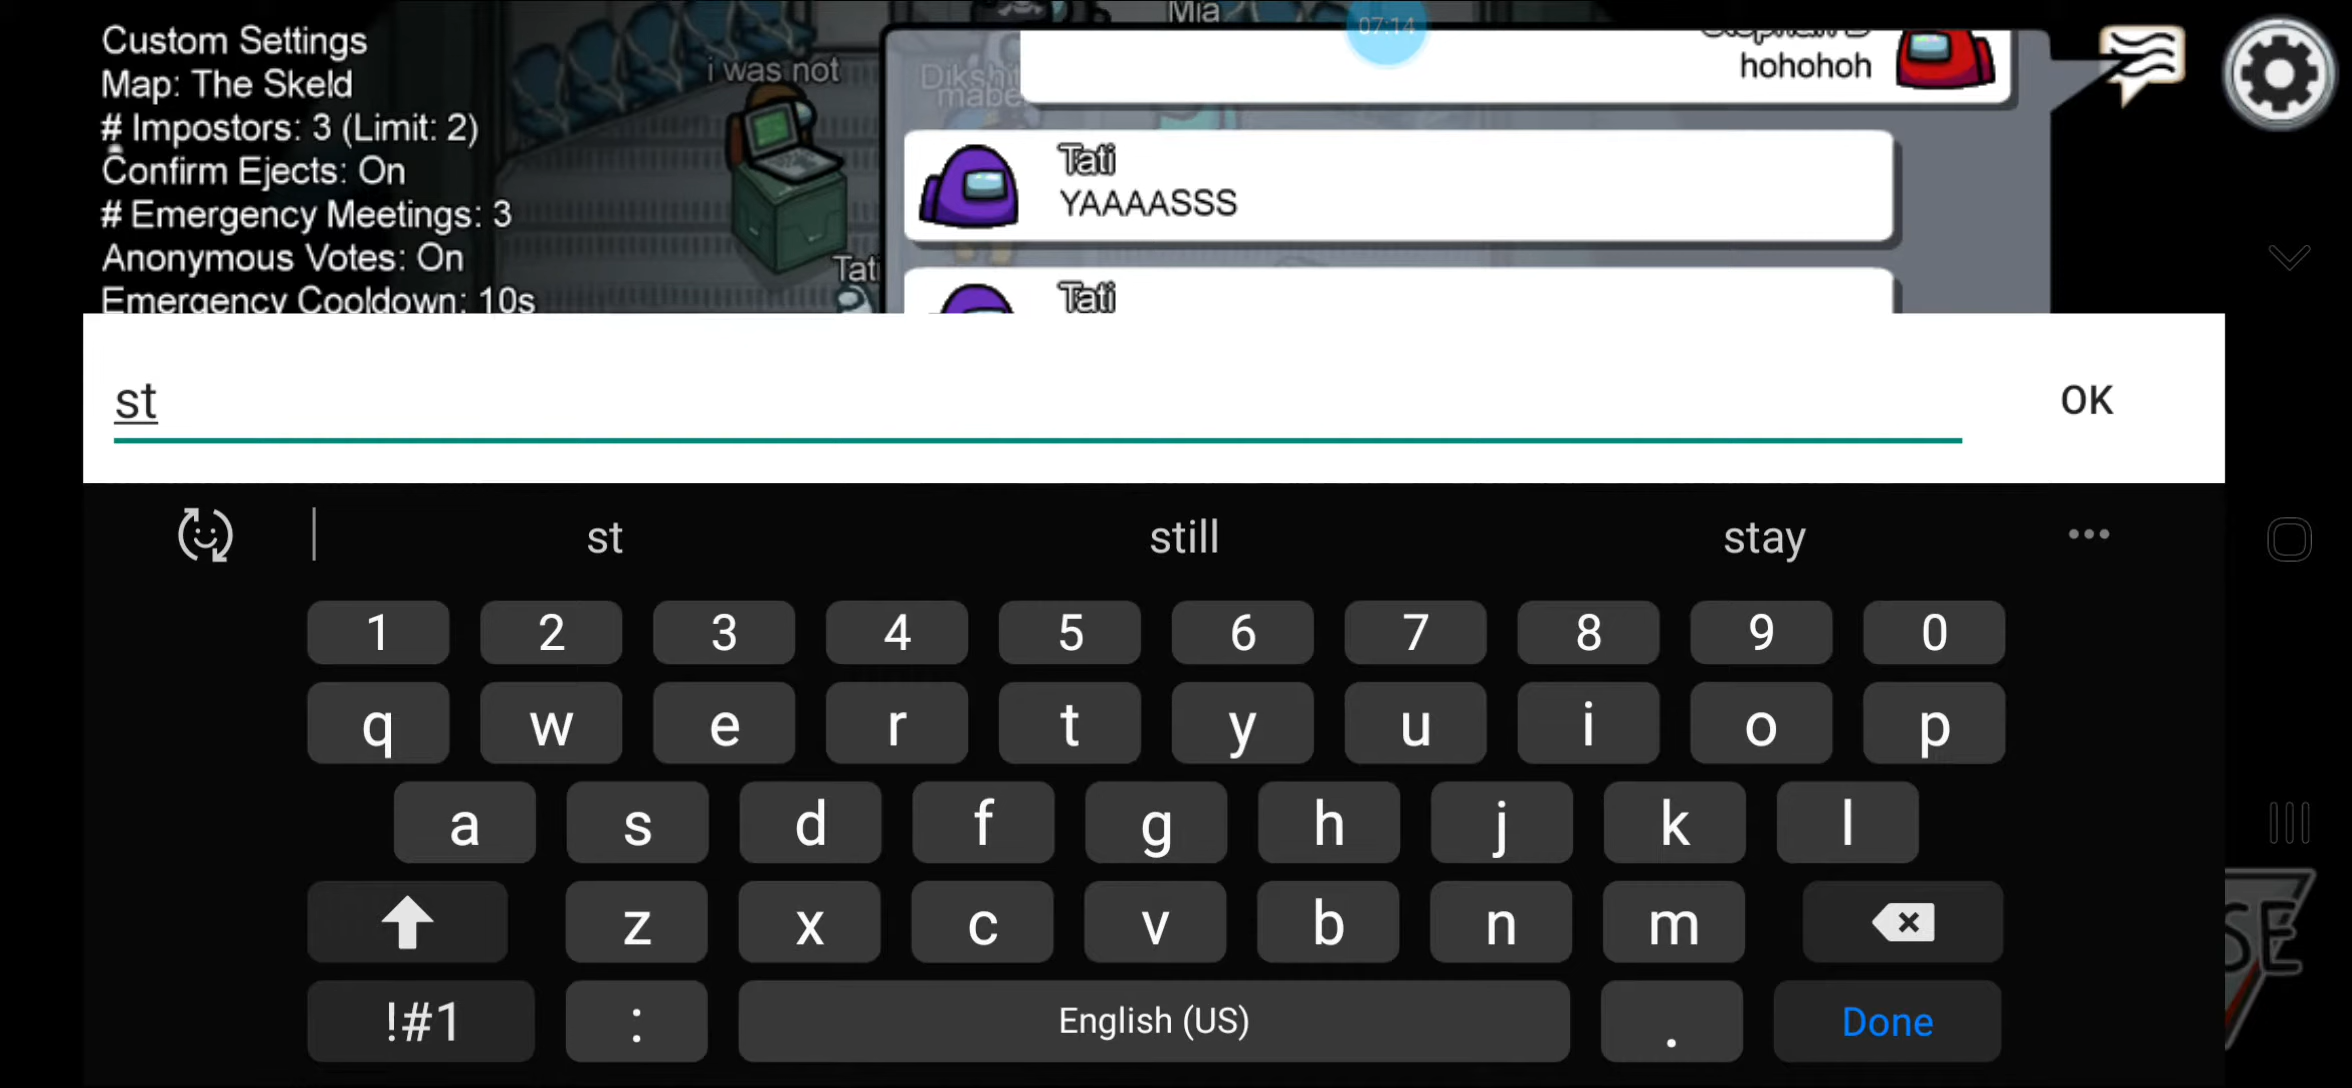 Custom Settings
Map: The Skeld
# Impostors: 3 (Limit: 2)
Confirm Ejects: On
# Emergency Meetings: 3
Anonymous Votes: On
Emergency Cooldown: 10s
Mia
i was not
Tati
07:14
hohohoh
Tati
YAAAASSS
Tati
st
OK
st still stay
1 2 3 4 5 6 7 8 9 0
q w e r t y u i o p
a s d f g h j k l
z x c v b n m
!#1 : English (US) . Done